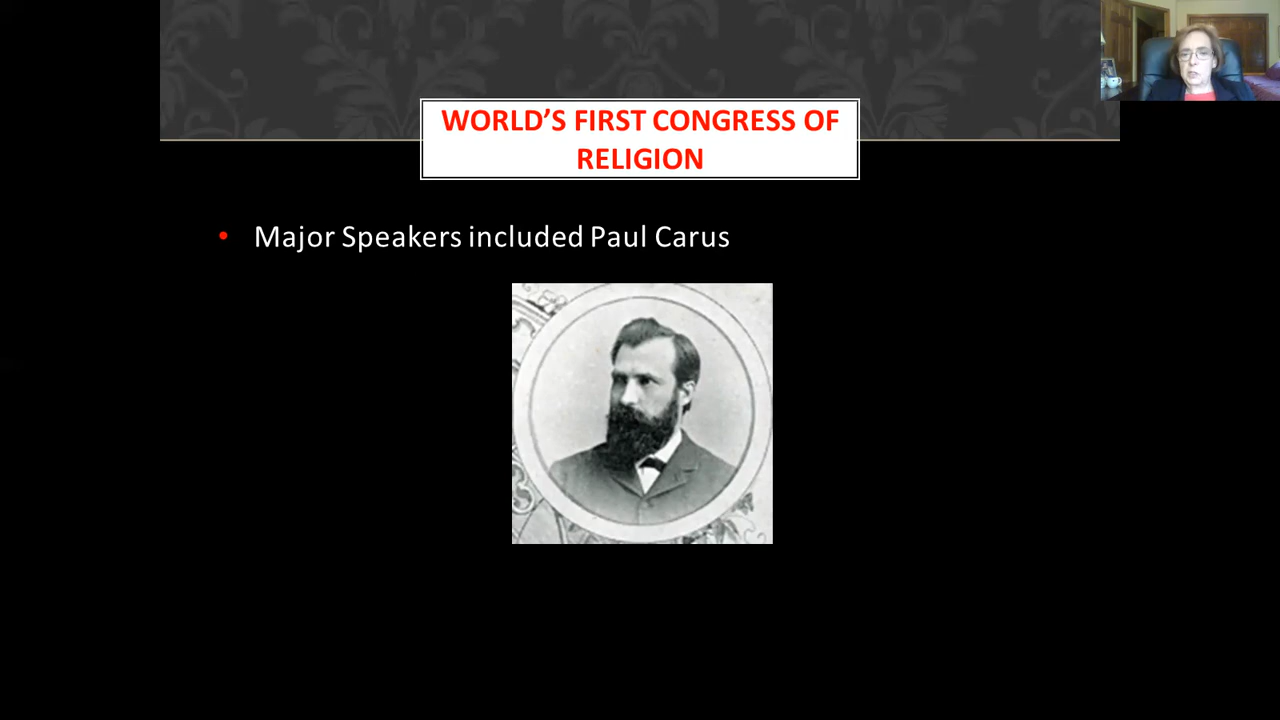 WORLD’S FIRST CONGRESS OF
RELIGION
• Major Speakers included Paul Carus